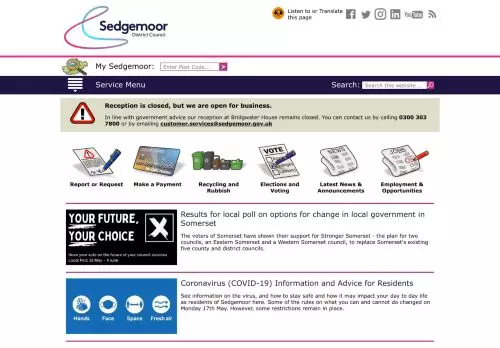 Sedgemoor
District Council
Listen to or Translate
this page
My Sedgemoor:
Enter Post Code...
Service Menu
Search:
Search this website...
Reception is closed, but we are open for business.
In line with government advice our reception at Bridgwater House remains closed. You can contact us by calling 0300 303
7800 or by emailing customer.services@sedgemoor.gov.uk
VOTE
NEWS
JOBS
Report or Request
Make a Payment
Recycling and
Rubbish
Elections and
Voting
Latest News &
Announcements
Employment &
Opportunities
YOUR FUTURE,
YOUR CHOICE
Have your vote on the future of your council services
Local Poll 18 May – 4 June
Results for local poll on options for change in local government in
Somerset
The voters of Somerset have shown their support for Stronger Somerset - the plan for two
councils, an Eastern Somerset and a Western Somerset council, to replace Somerset's existing
five county and district councils.
Hands
Face
Space
Fresh air
Coronavirus (COVID-19) Information and Advice for Residents
See information on the virus, and how to stay safe and how it may impact your day to day life
as residents of Sedgemoor here. Some of the rules on what you can and cannot do changed on
Monday 17th May. However, some restrictions remain in place.